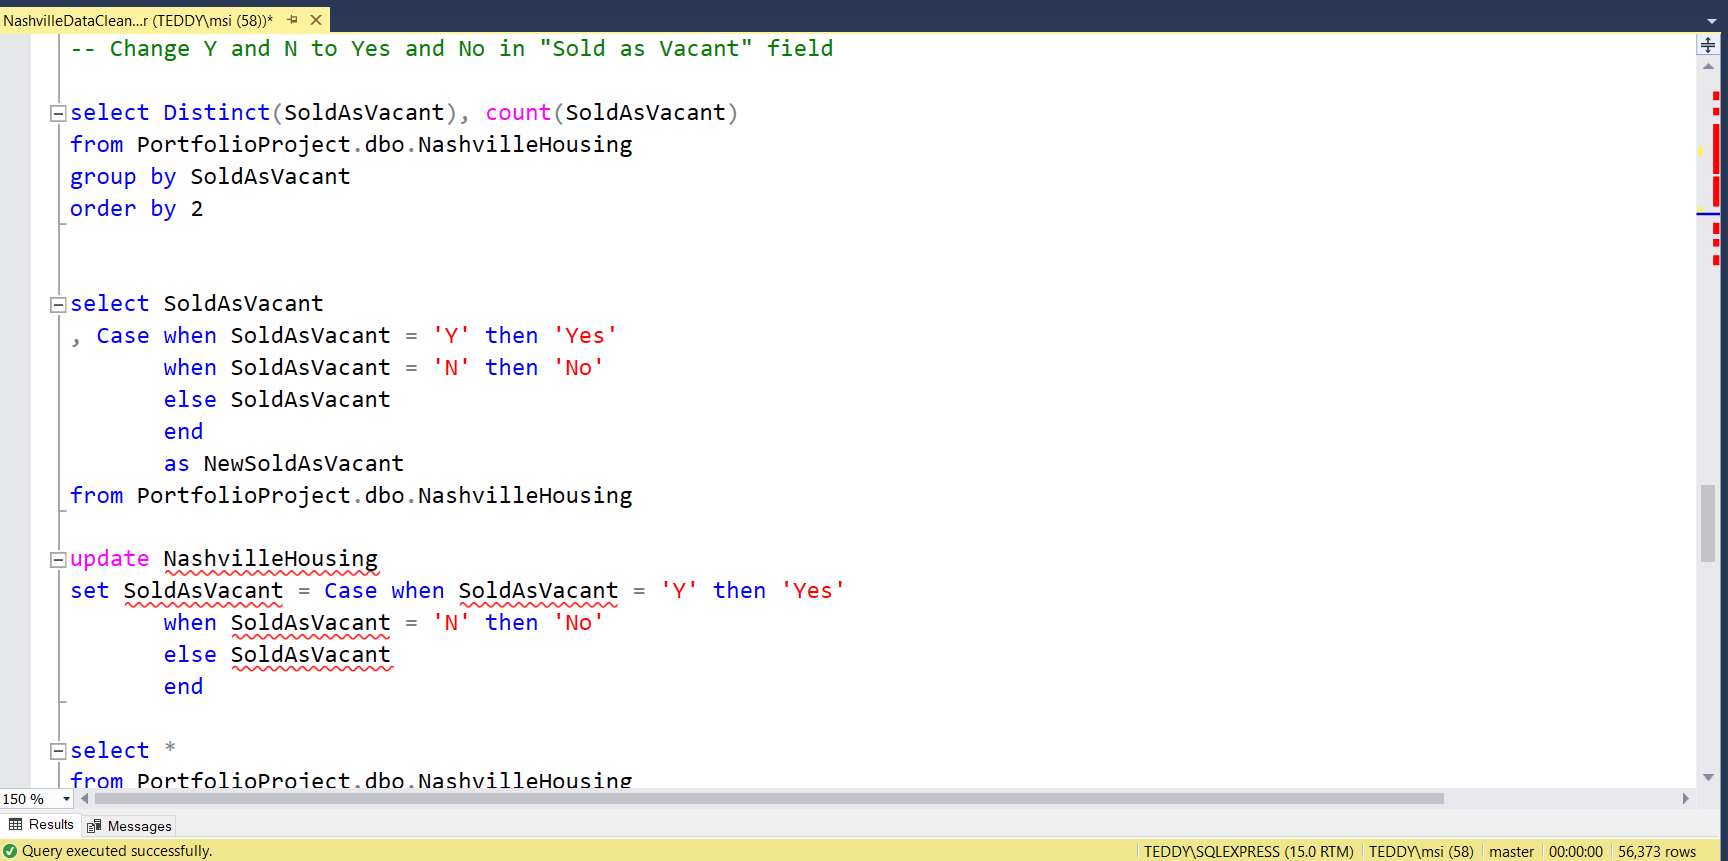 NashvilleDataClean...r (TEDDY\msi (58))*
-- Change Y and N to Yes and No in "Sold as Vacant" field
select Distinct(SoldAsVacant), count(SoldAsVacant)
from PortfolioProject.dbo.NashvilleHousing
group by SoldAsVacant
order by 2
select SoldAsVacant
, Case when SoldAsVacant = 'Y' then 'Yes'
when SoldAsVacant = 'N' then 'No'
else SoldAsVacant
end
as NewSoldAsVacant
from PortfolioProject.dbo.NashvilleHousing
update NashvilleHousing
set SoldAsVacant = Case when SoldAsVacant = 'Y' then 'Yes'
when SoldAsVacant = 'N' then 'No'
else SoldAsVacant
end
select *
from PortfolioProject.dbo.NashvilleHousing
150 %
Results Messages
Query executed successfully. TEDDY\SQLEXPRESS (15.0 RTM) TEDDY\msi (58) master 00:00:00 56,373 rows